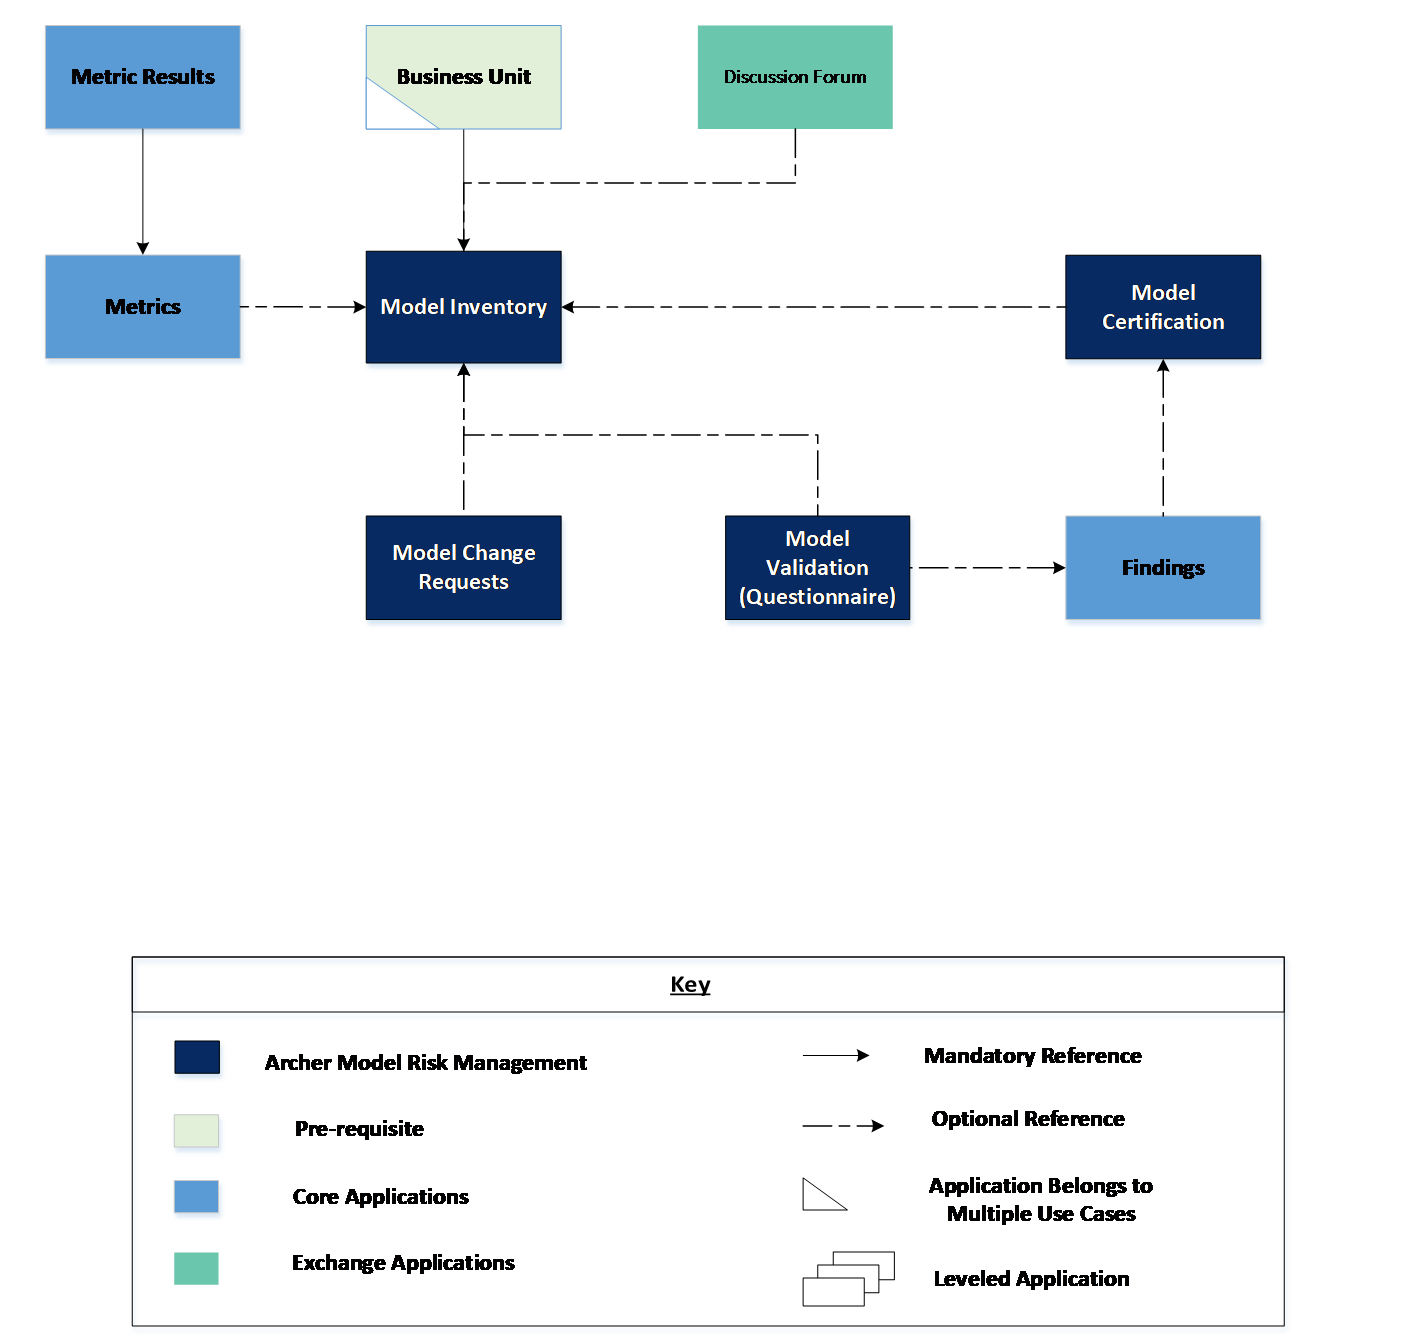 Metric Results
Business Unit
Discussion Forum
Metrics
Model Inventory
Model
Certification
Model Change
Requests
Model
Validation
(Questionnaire)
Findings
Key
Archer Model Risk Management
Mandatory Reference
Pre-requisite
Optional Reference
Core Applications
Application Belongs to
Multiple Use Cases
Exchange Applications
Leveled Application